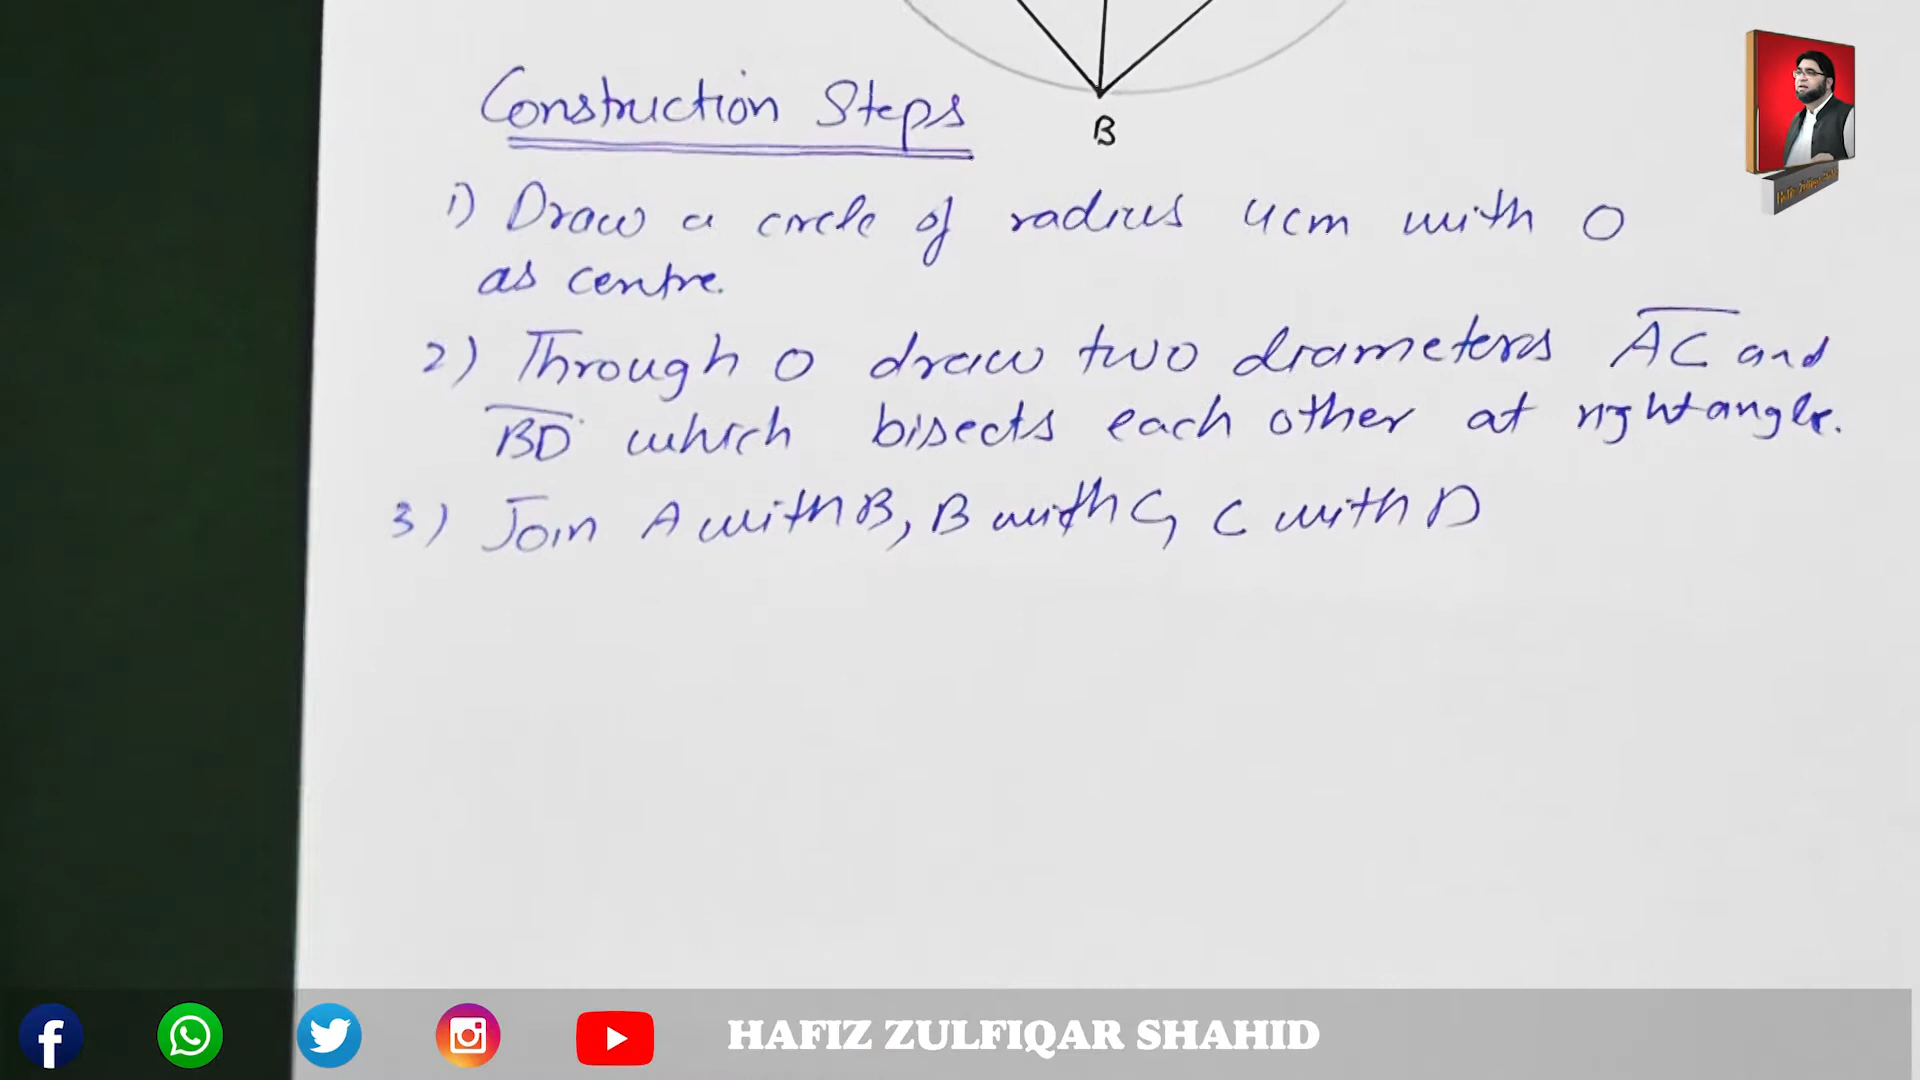 B
Construction Steps
1) Draw a circle of radius 4cm with O
as centre.
2) Through O draw two diameters AC and
BD which bisects each other at right angle.
3) Join A with B, B with C, C with D
HAFIZ ZULFIQAR SHAHID